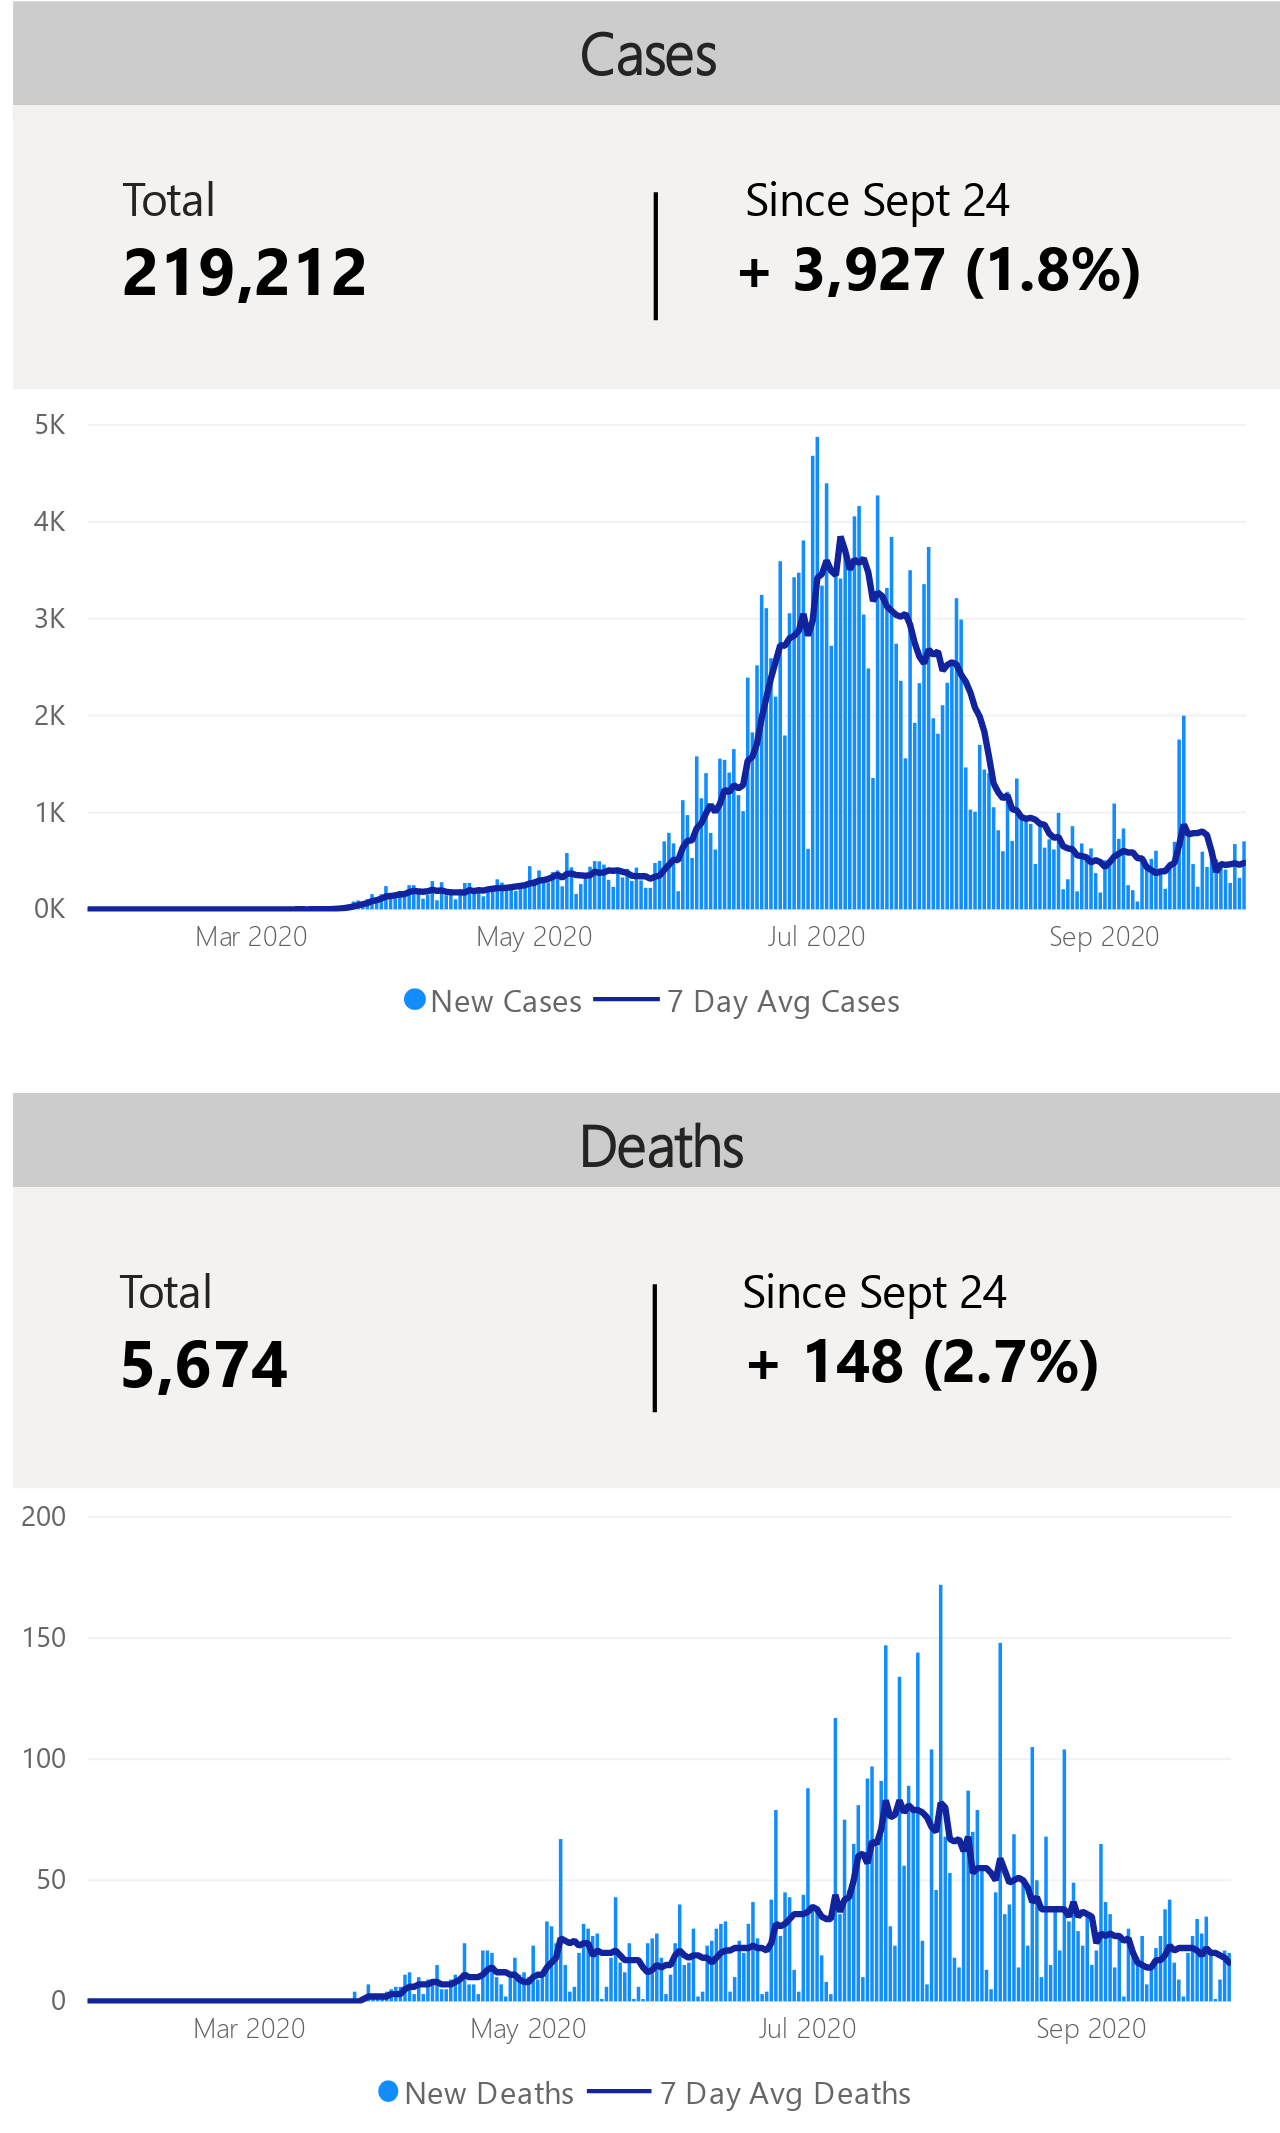 Cases
Total
Since Sept 24
219,212
+ 3,927 (1.8%)
5K
4K
3K
2K
1K
0K
Mar 2020
May 2020
Jul 2020
Sep 2020
New Cases
7 Day Avg Cases
Deaths
Total
Since Sept 24
5,674
+ 148 (2.7%)
200
150
100
50
0
Mar 2020
May 2020
Jul 2020
Sep 2020
New Deaths
7 Day Avg Deaths